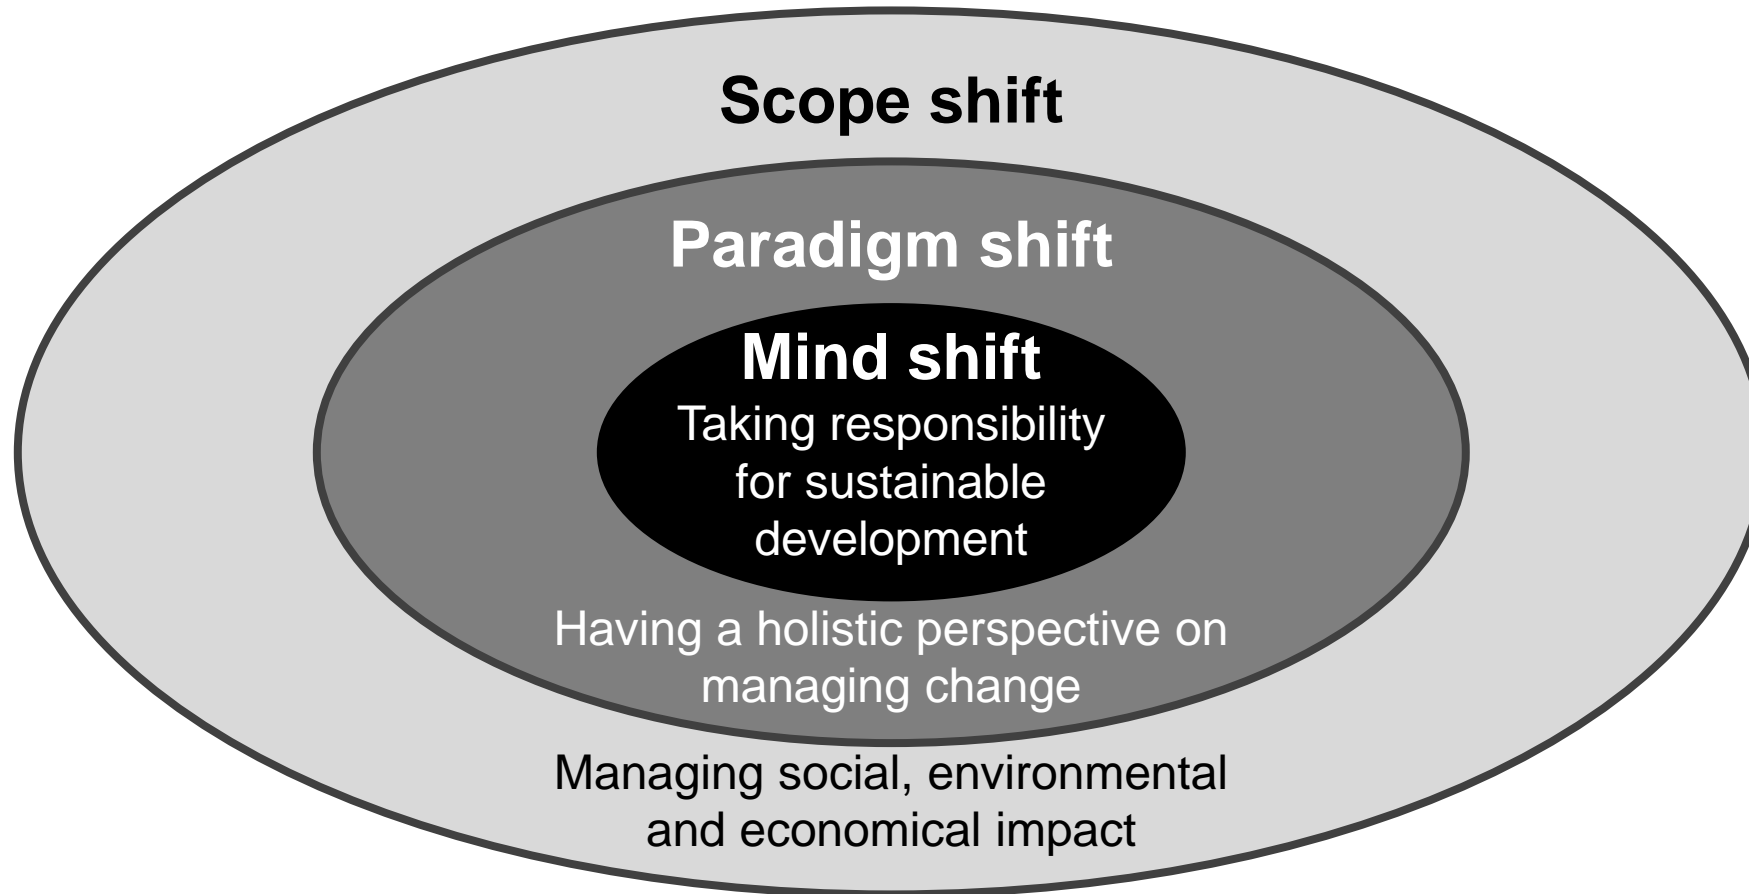 Scope shift
Paradigm shift
Mind shift
Taking responsibility
for sustainable
development
Having a holistic perspective on
managing change
Managing social, environmental
and economical impact